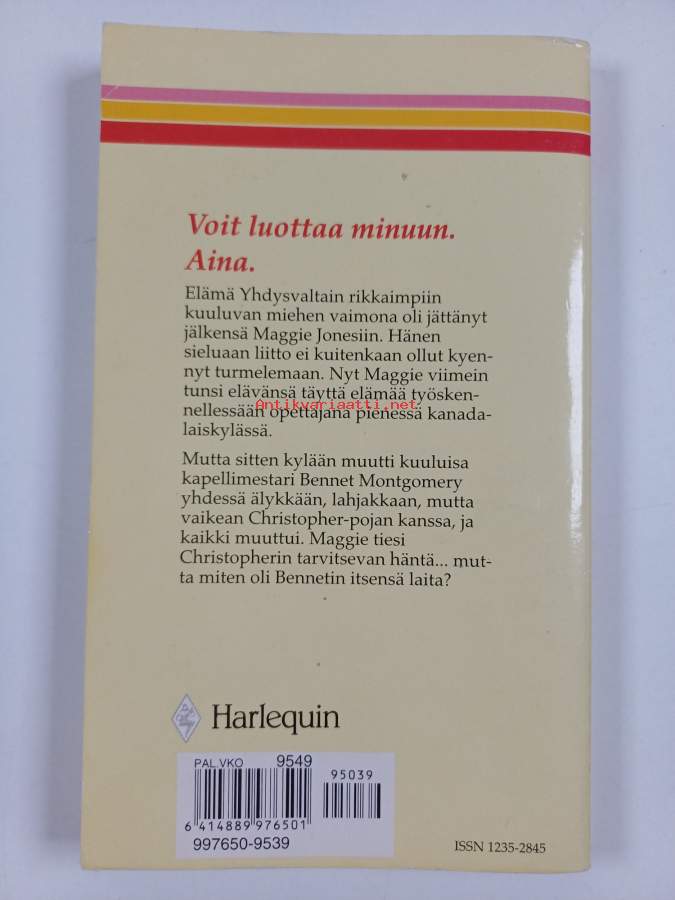 Voit luottaa minuun.
Aina.
Elämä Yhdysvaltain rikkaimpiin
kuuluvan miehen vaimona oli jättänyt
jälkensä Maggie Jonesiin. Hänen
sieluaan liitto ei kuitenkaan ollut kyen-
nyt turmelemaan. Nyt Maggie viimein
tunsi elävänsä täyttä elämää työsken-
Antikvariaatti.net
nellessään opettajana pienessä kanada-
laiskylässä.
Mutta sitten kylään muutti kuuluisa
kapellimestari Bennet Montgomery
yhdessä älykkään, lahjakkaan, mutta
vaikean Christopher-pojan kanssa, ja
kaikki muuttui. Maggie tiesi
Christopherin tarvitsevan häntä... mut-
ta miten oli Bennetin itsensä laita?
Harlequin
PAL.VKO 9549
95039
6 414889 976501
997650-9539
ISSN 1235-2845